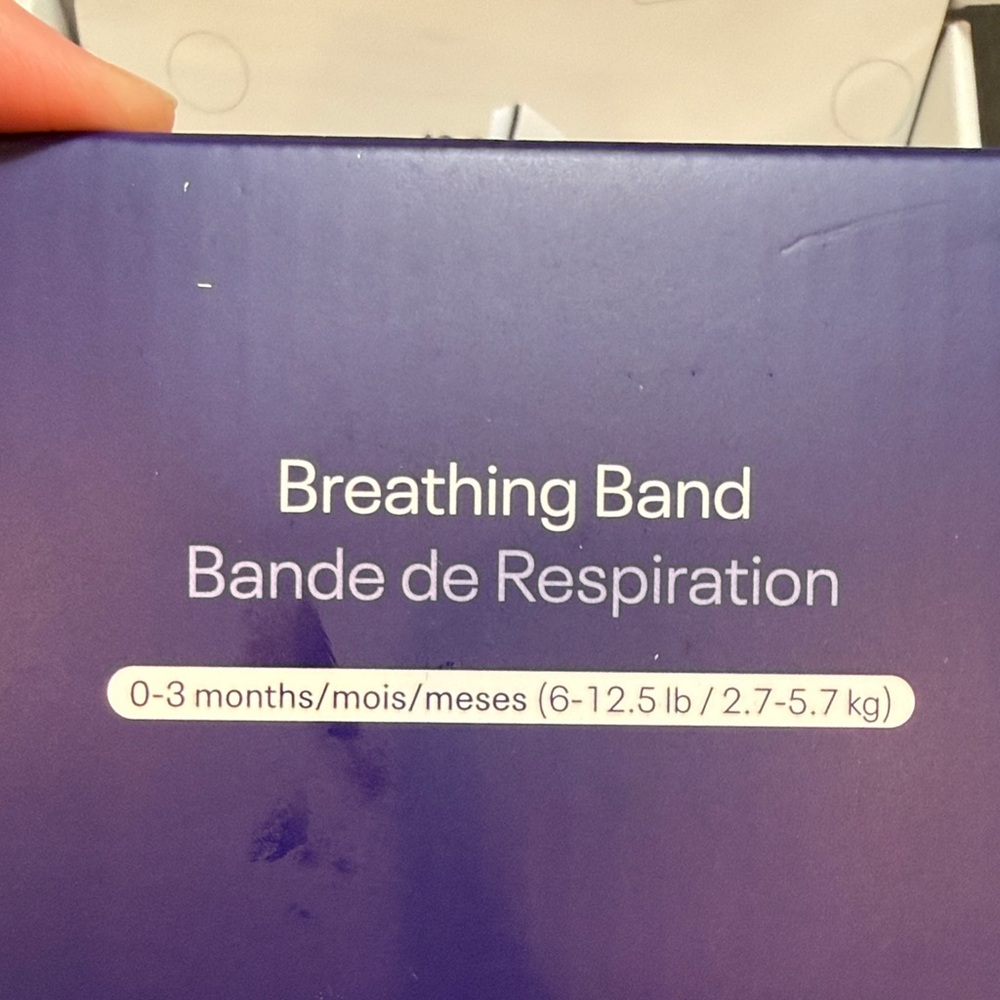 Breathing Band
Bande de Respiration
0-3 months/mois/meses (6-12.5 lb / 2.7-5.7 kg)